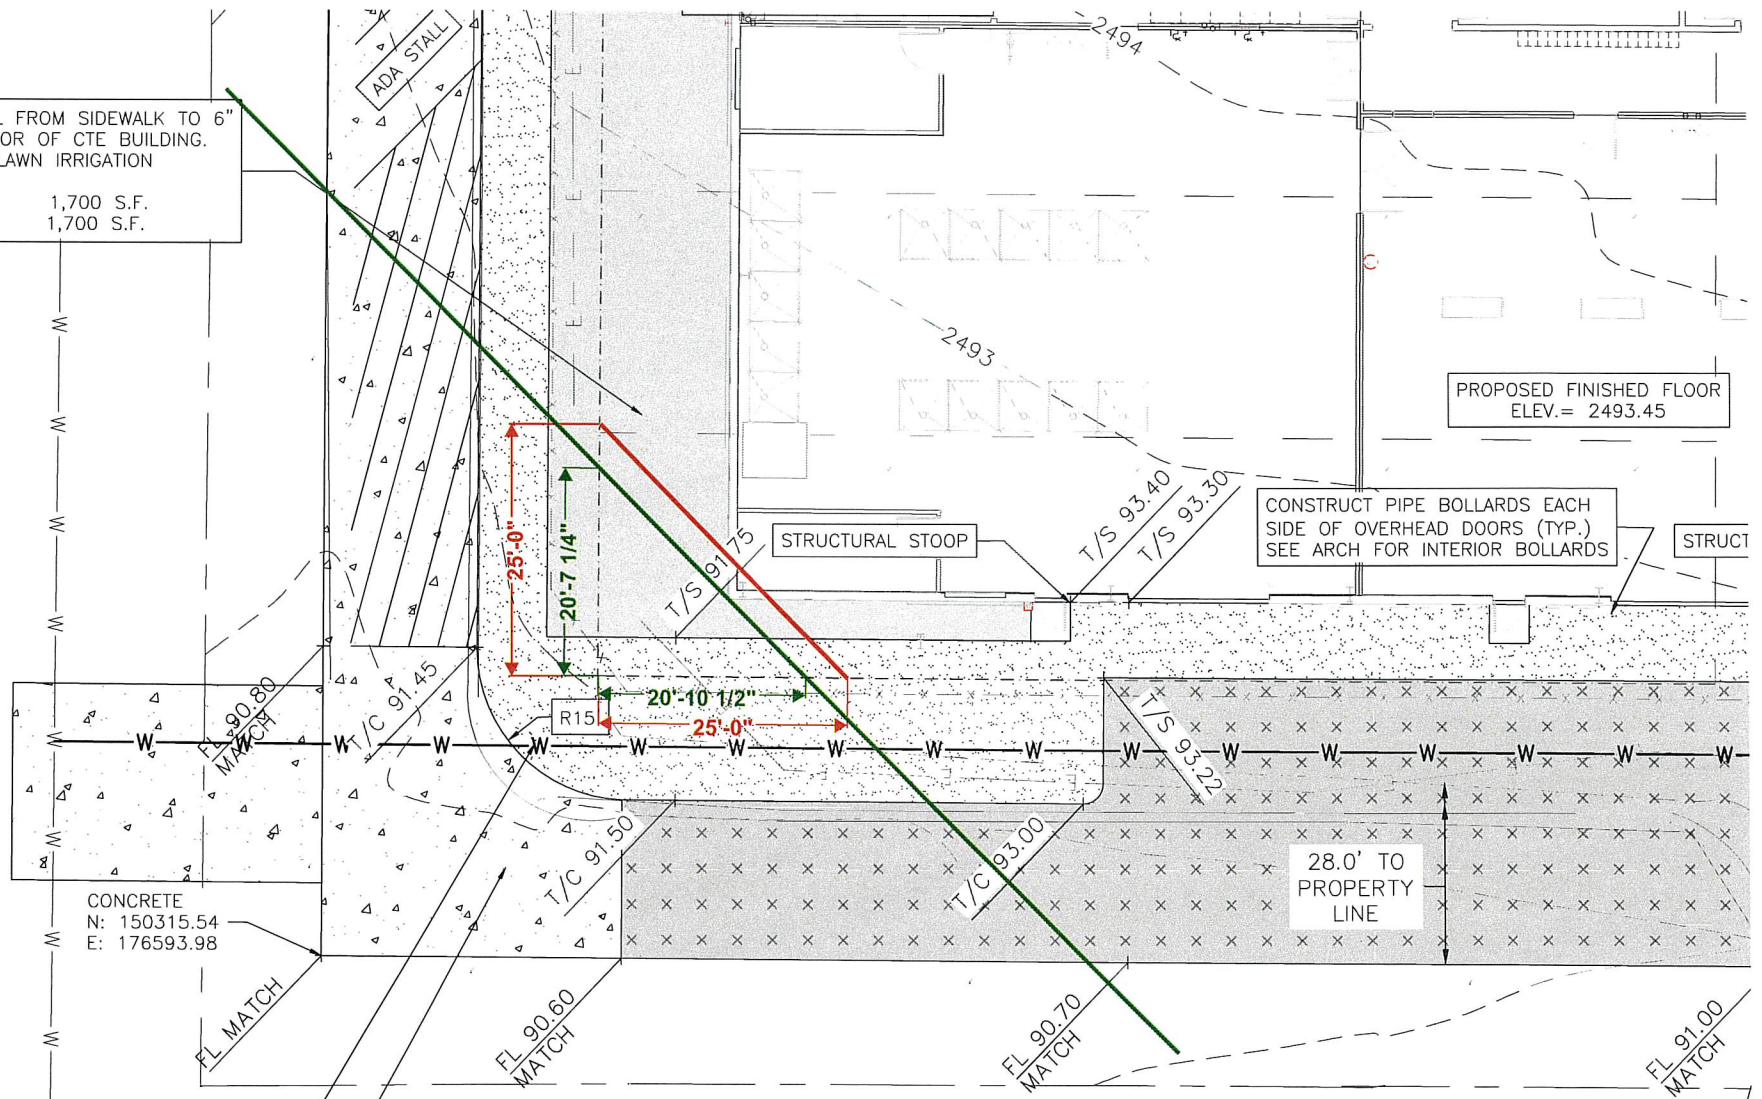 ADA STALL
L FROM SIDEWALK TO 6"
OR OF CTE BUILDING.
LAWN IRRIGATION
1,700 S.F.
1,700 S.F.
2494
2493
PROPOSED FINISHED FLOOR
ELEV.= 2493.45
CONSTRUCT PIPE BOLLARDS EACH
SIDE OF OVERHEAD DOORS (TYP.)
SEE ARCH FOR INTERIOR BOLLARDS
STRUCT
STRUCTURAL STOOP
T/S 93.40
T/S 93.30
T/S 91.75
25'-0"
20'-7 1/4"
20'-10 1/2"
25'-0"
R15
FL 90.80
MATCH
T/C 91.45
T/S 93.22
W W W W W W W W W W W W W W W W W
W
W
W
W
W
W
W
W
E
E
E
T/C 91.50
T/C 93.00
28.0' TO
PROPERTY
LINE
CONCRETE
N: 150315.54
E: 176593.98
FL MATCH
FL 90.60
MATCH
FL 90.70
MATCH
FL 91.00
MATCH